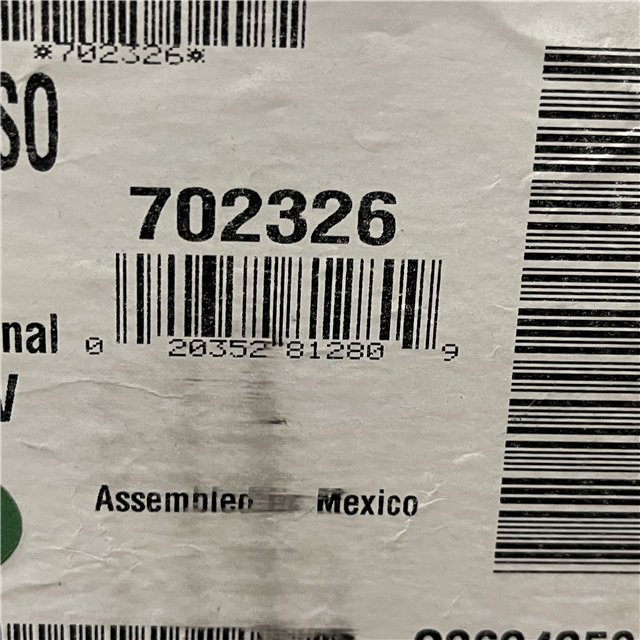 *702326*
SO
702326
nal
0 20352 81280 9
V
Assembled Mexico